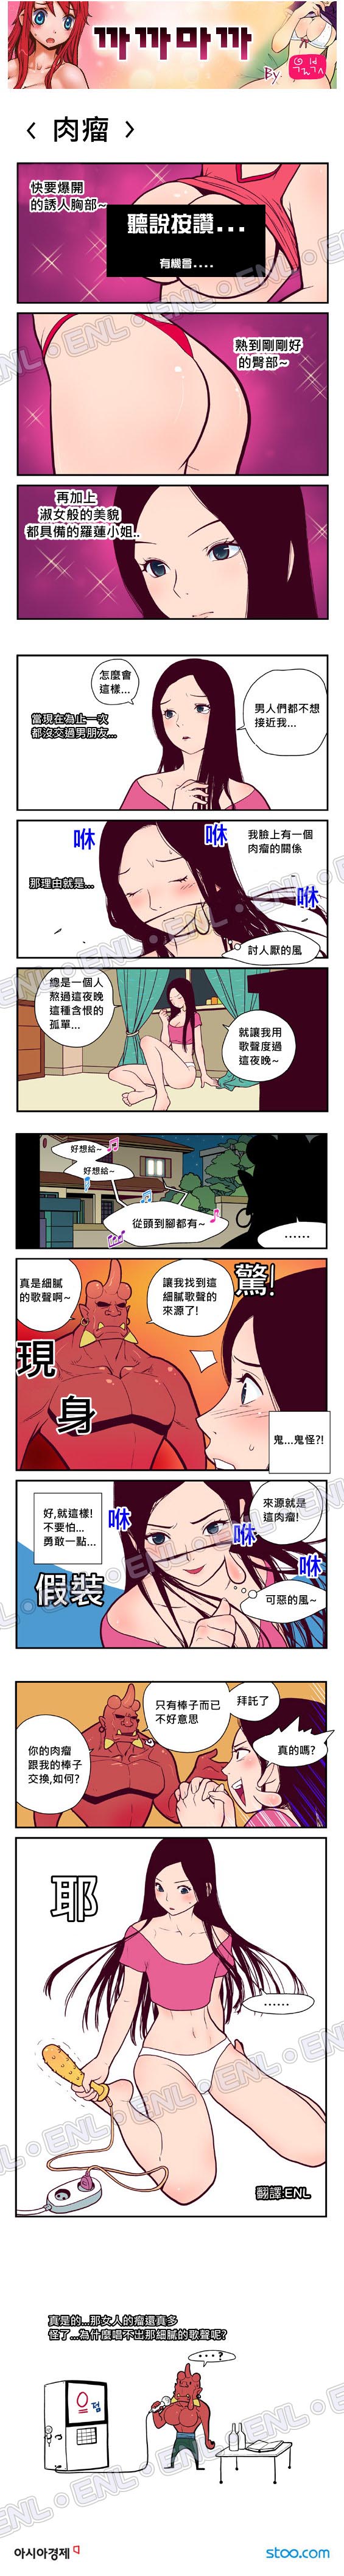 까까마까
By.
< 肉瘤 >
快要爆開
的誘人胸部~
聽說按讚...
有機會....
熟到剛剛好
的臀部~
再加上
淑女般的美貌
都具備的羅蓮小姐..
怎麼會
這樣...
男人們都不想
接近我...
當現在為止一次
都沒交過男朋友...
咻
咻
我臉上有一個
肉瘤的關係
那理由就是...
咻
討人厭的風
總是一個人
熬過這夜晚
這種含恨的
孤單...
就讓我用
歌聲度過
這夜晚~
好想給~
好想給~
從頭到腳都有~
......
真是細膩
的歌聲啊~
讓我找到這
細膩歌聲的
來源了!
驚!
現
身
鬼...鬼怪?!
好,就這樣!
不要怕...
勇敢一點...
咻
來源就是
這肉瘤!
咻
咻
假裝
可惡的風~
只有棒子而已
不好意思
拜託了
你的肉瘤
跟我的棒子
交換,如何?
真的嗎?
耶
......
翻譯:ENL
真是的...那女人的瘤還真多
怪了...為什麼唱不出那細膩的歌聲呢?
...?
0점
아시아경제
stoo.com
ENL